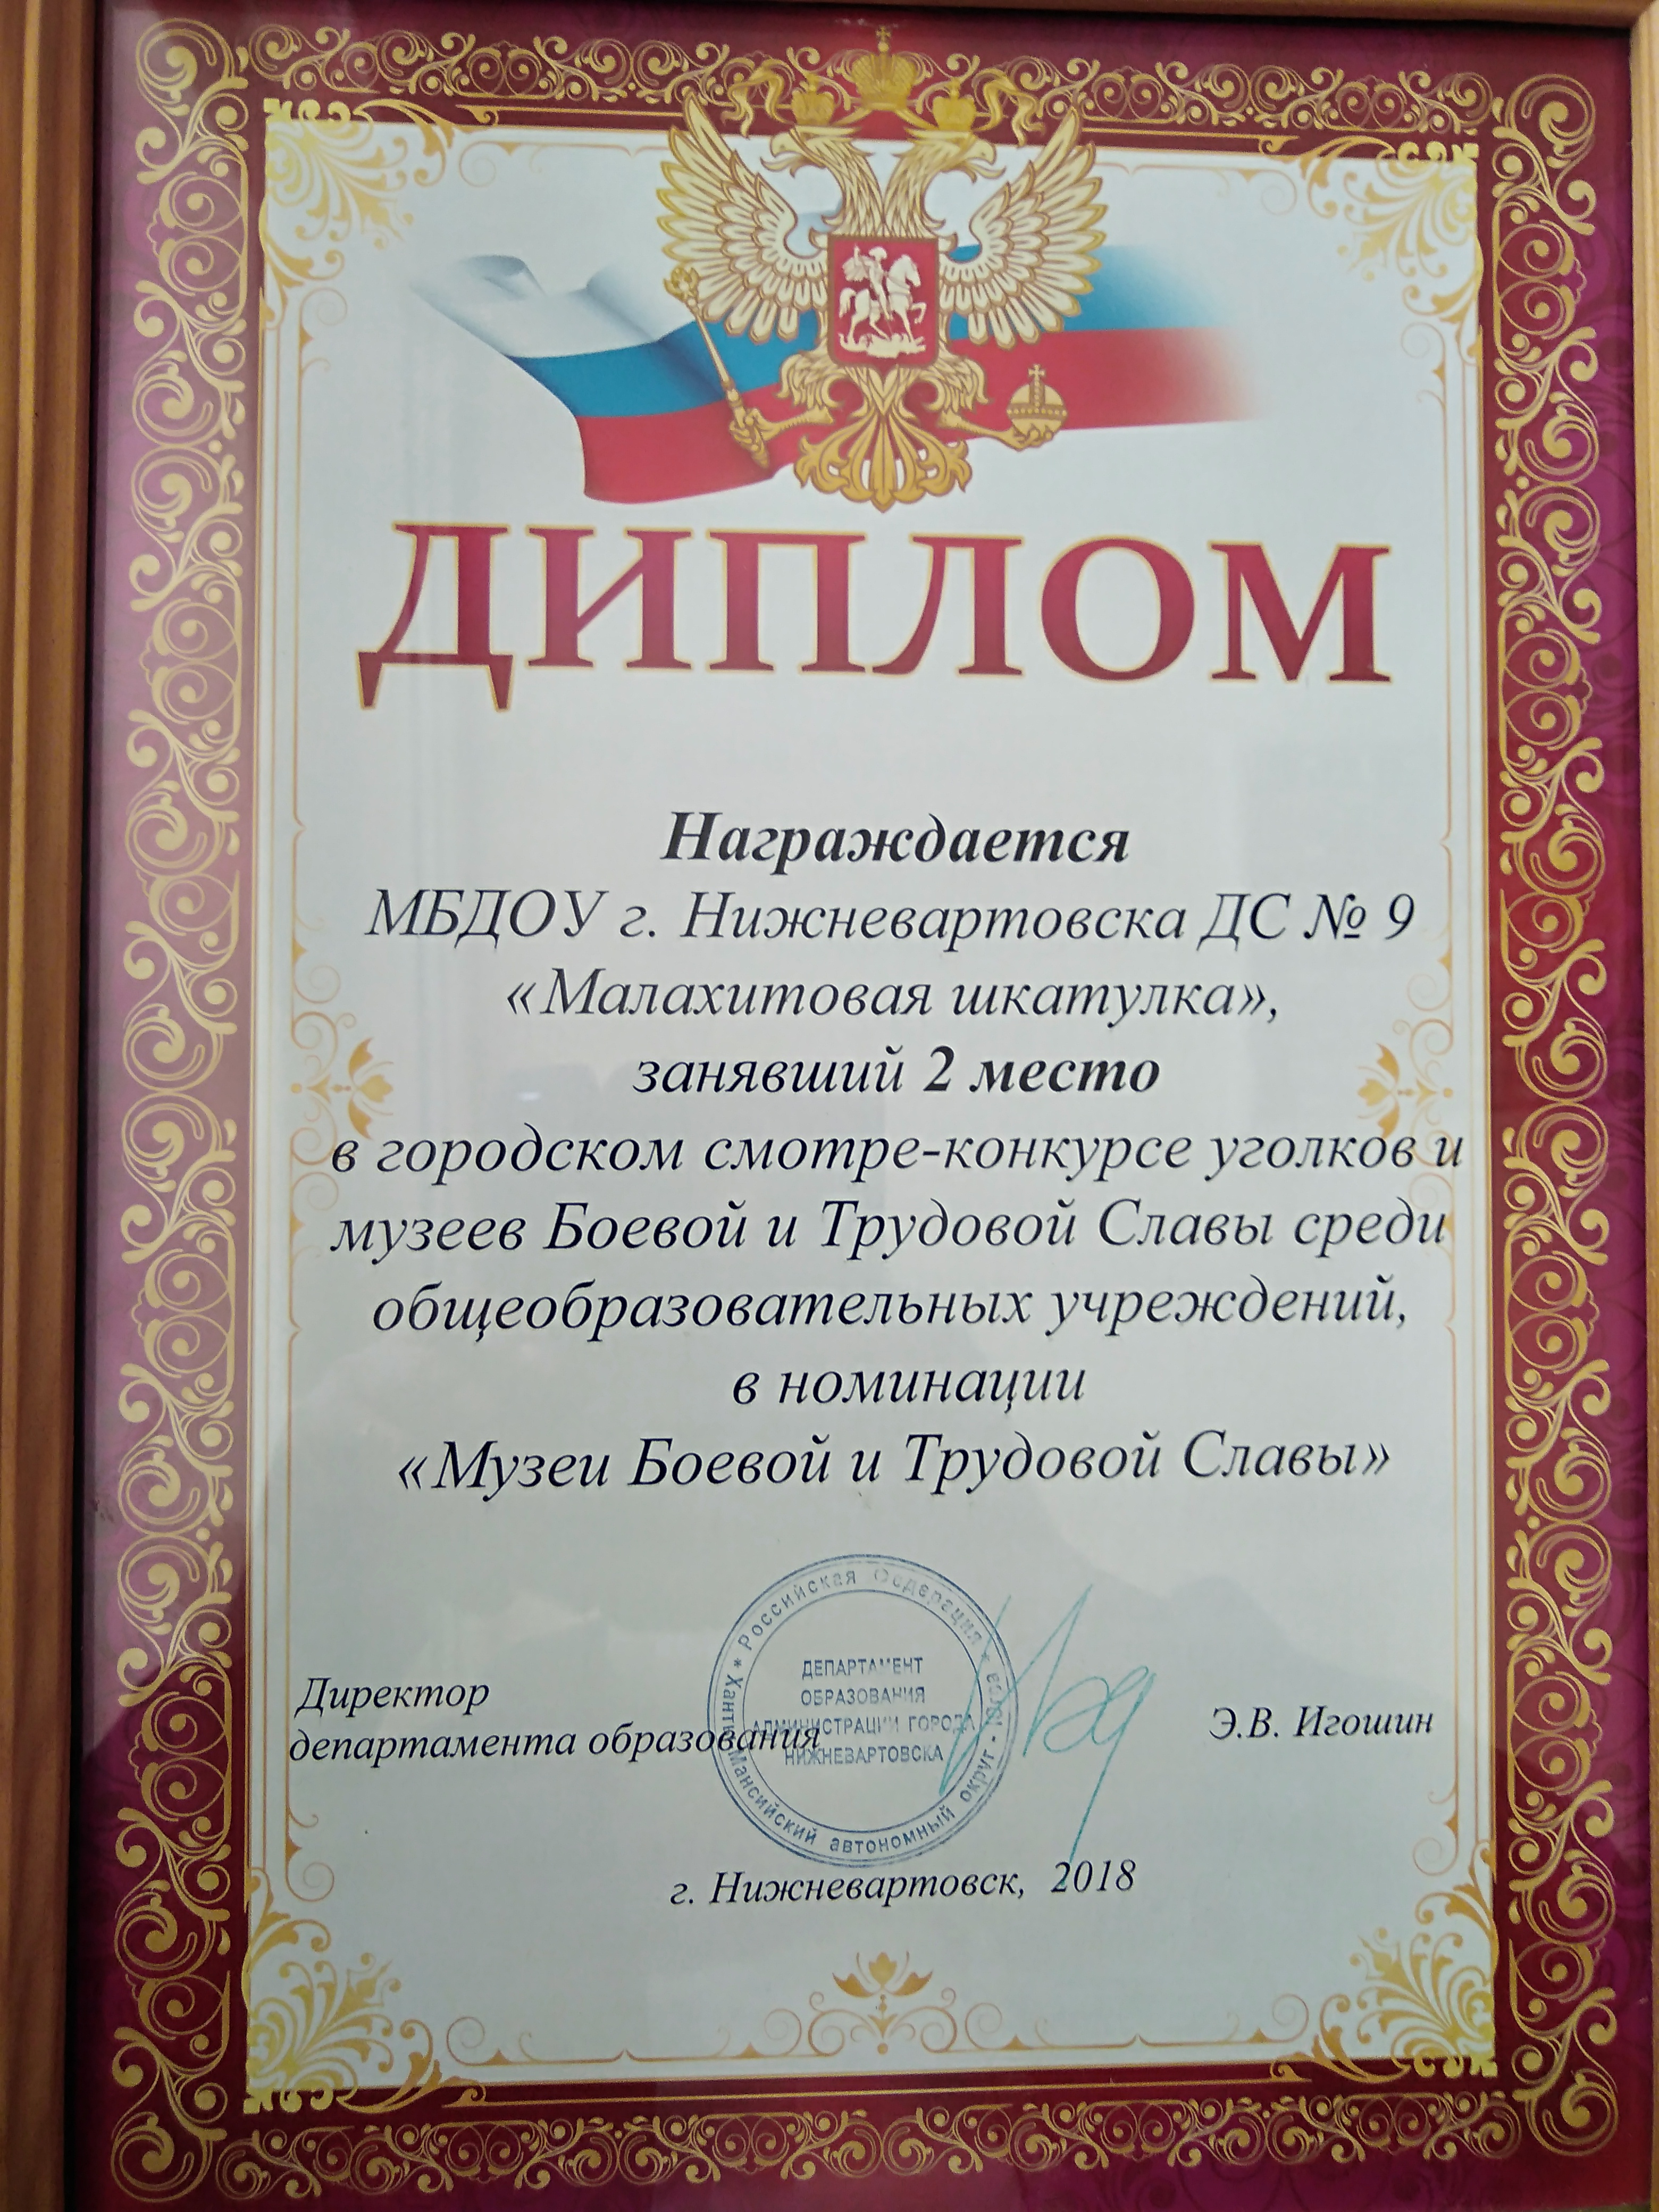 ДИПЛОМ
Награждается
МБДОУ г. Нижневартовска ДС № 9
«Малахитовая шкатулка»,
занявший 2 место
в городском смотре-конкурсе уголков и
музеев Боевой и Трудовой Славы среди
общеобразовательных учреждений,
в номинации
«Музеи Боевой и Трудовой Славы»
Директор
департамента образования
Э.В. Игошин
* Российская Федерация *
Ханты-Мансийский автономный округ - Югра
ДЕПАРТАМЕНТ
ОБРАЗОВАНИЯ
АДМИНИСТРАЦИИ ГОРОДА
НИЖНЕВАРТОВСКА
г. Нижневартовск, 2018